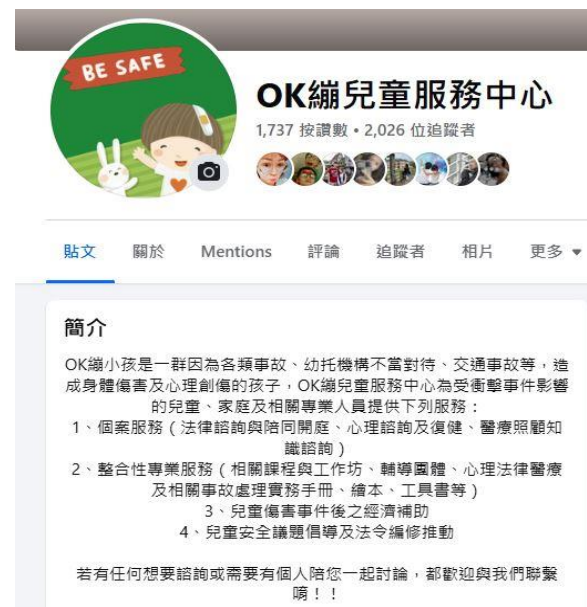 BE SAFE
OK繃兒童服務中心
1,737 按讚數 • 2,026 位追蹤者
貼文 關於 Mentions 評論 追蹤者 相片 更多
簡介
OK繃小孩是一群因為各類事故、幼托機構不當對待、交通事故等，造
成身體傷害及心理創傷的孩子，OK繃兒童服務中心為受衝擊事件影響
的兒童、家庭及相關專業人員提供下列服務：
1、個案服務（法律諮詢與陪同開庭、心理諮詢及復健、醫療照顧知
識諮詢）
2、整合性專業服務（相關課程與工作坊、輔導團體、心理法律醫療
及相關事故處理實務手冊、繪本、工具書等）
3、兒童傷害事件後之經濟補助
4、兒童安全議題倡導及法令編修推動
若有任何想要諮詢或需要有個人陪您一起討論，都歡迎與我們聯繫
唷！！